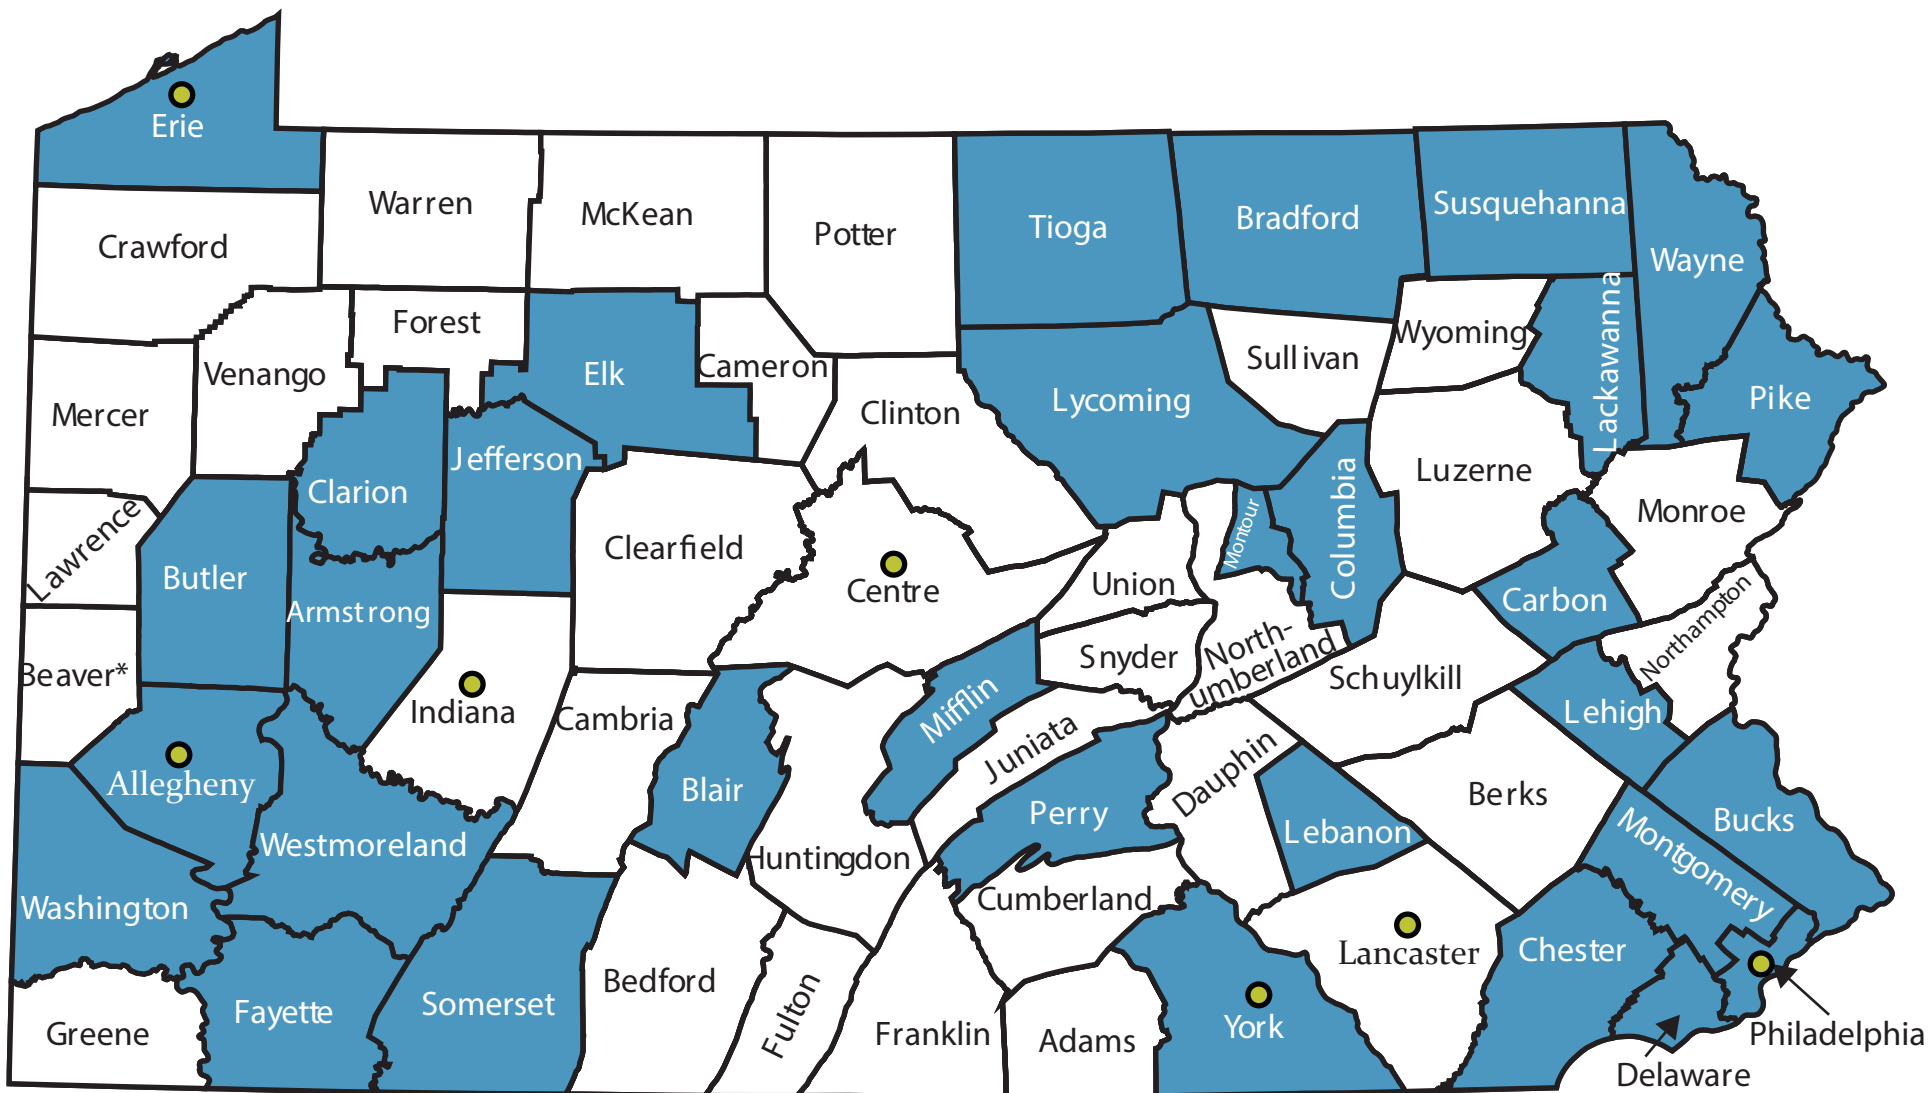 Erie
Warren
McKean
Potter
Tioga
Bradford
Susquehanna
Wayne
Crawford
Forest
Venango
Elk
Cameron
Clinton
Lycoming
Sullivan
Wyoming
Lackawanna
Pike
Mercer
Clarion
Jefferson
Clearfield
Centre
Union
Montour
Columbia
Luzerne
Monroe
Lawrence
Butler
Armstrong
Carbon
Northampton
Beaver*
Indiana
Cambria
Snyder
North-
umberland
Schuylkill
Lehigh
Mifflin
Juniata
Allegheny
Blair
Perry
Dauphin
Lebanon
Berks
Bucks
Montgomery
Westmoreland
Huntingdon
Cumberland
Washington
Lancaster
Chester
Fayette
Somerset
Bedford
Fulton
Franklin
Adams
York
Greene
Philadelphia
Delaware